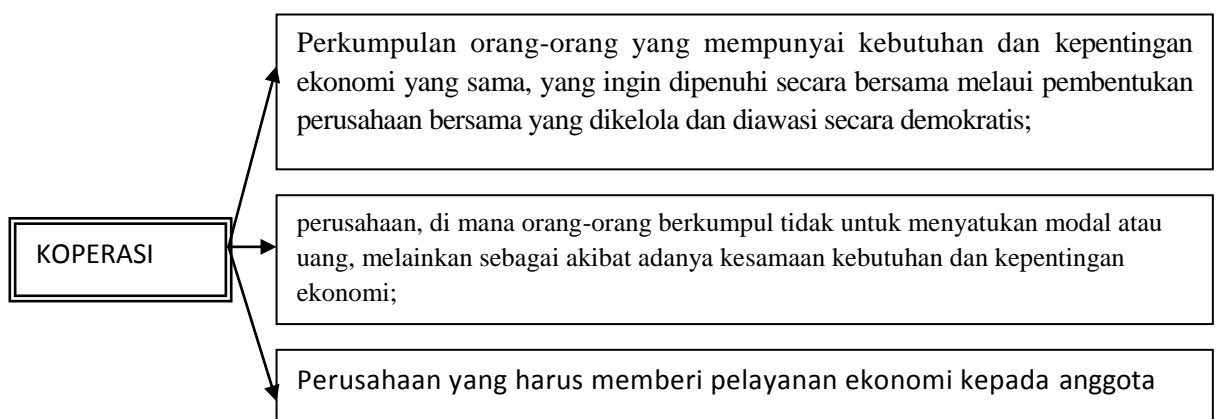 Perkumpulan orang-orang yang mempunyai kebutuhan dan kepentingan
ekonomi yang sama, yang ingin dipenuhi secara bersama melaui pembentukan
perusahaan bersama yang dikelola dan diawasi secara demokratis;
KOPERASI
perusahaan, di mana orang-orang berkumpul tidak untuk menyatukan modal atau
uang, melainkan sebagai akibat adanya kesamaan kebutuhan dan kepentingan
ekonomi;
Perusahaan yang harus memberi pelayanan ekonomi kepada anggota